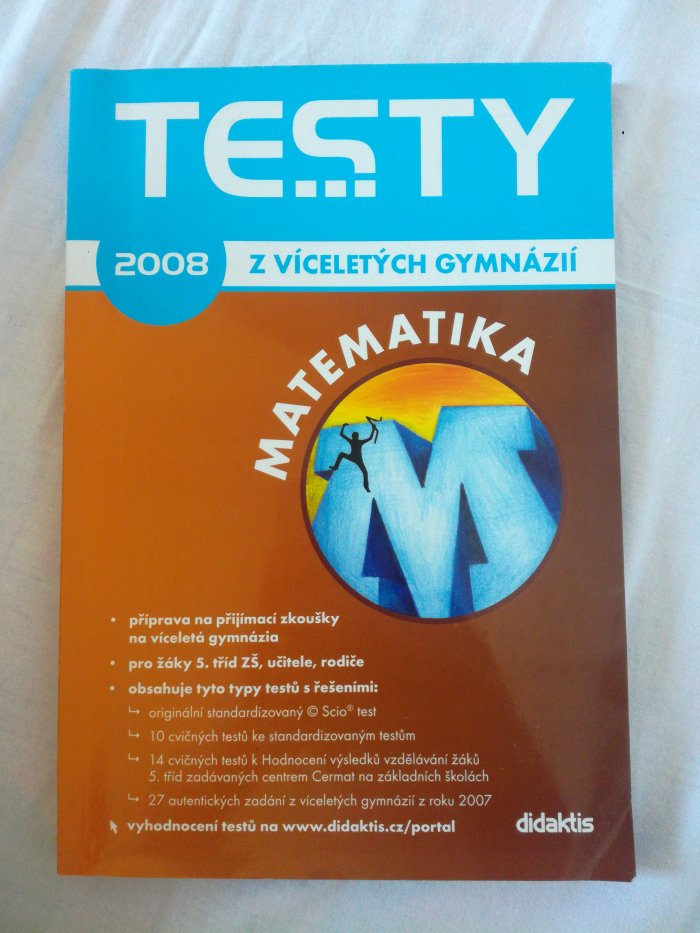 TESTY
2008 Z VÍCELETÝCH GYMNÁZIÍ
MATEMATIKA
• příprava na přijímací zkoušky
na víceletá gymnázia
• pro žáky 5. tříd ZŠ, učitele, rodiče
• obsahuje tyto typy testů s řešeními:
↳ originální standardizovaný © Scio® test
↳ 10 cvičných testů ke standardizovaným testům
↳ 14 cvičných testů k Hodnocení výsledků vzdělávání žáků
5. tříd zadávaných centrem Cermat na základních školách
↳ 27 autentických zadání z víceletých gymnázií z roku 2007
vyhodnocení testů na www.didaktis.cz/portal
didaktis